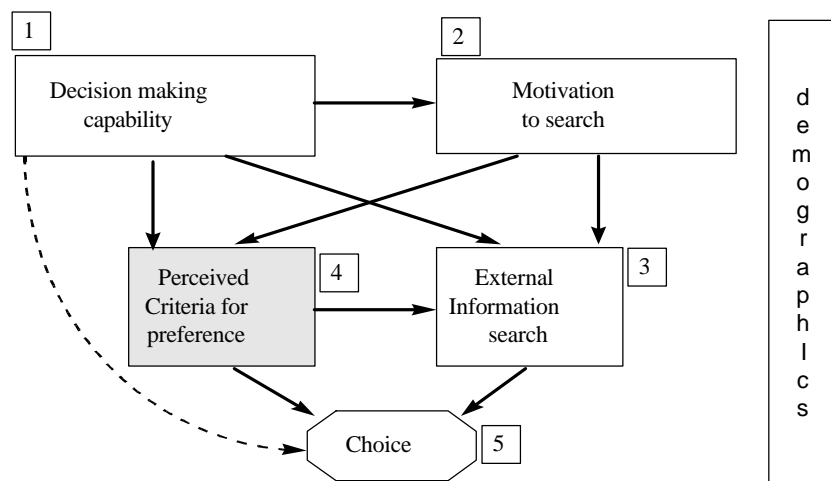 1
Decision making
capability
2
Motivation
to search
Perceived
Criteria for
preference
4
External
Information
search
3
Choice
5
d
e
m
o
g
r
a
p
h
I
c
s